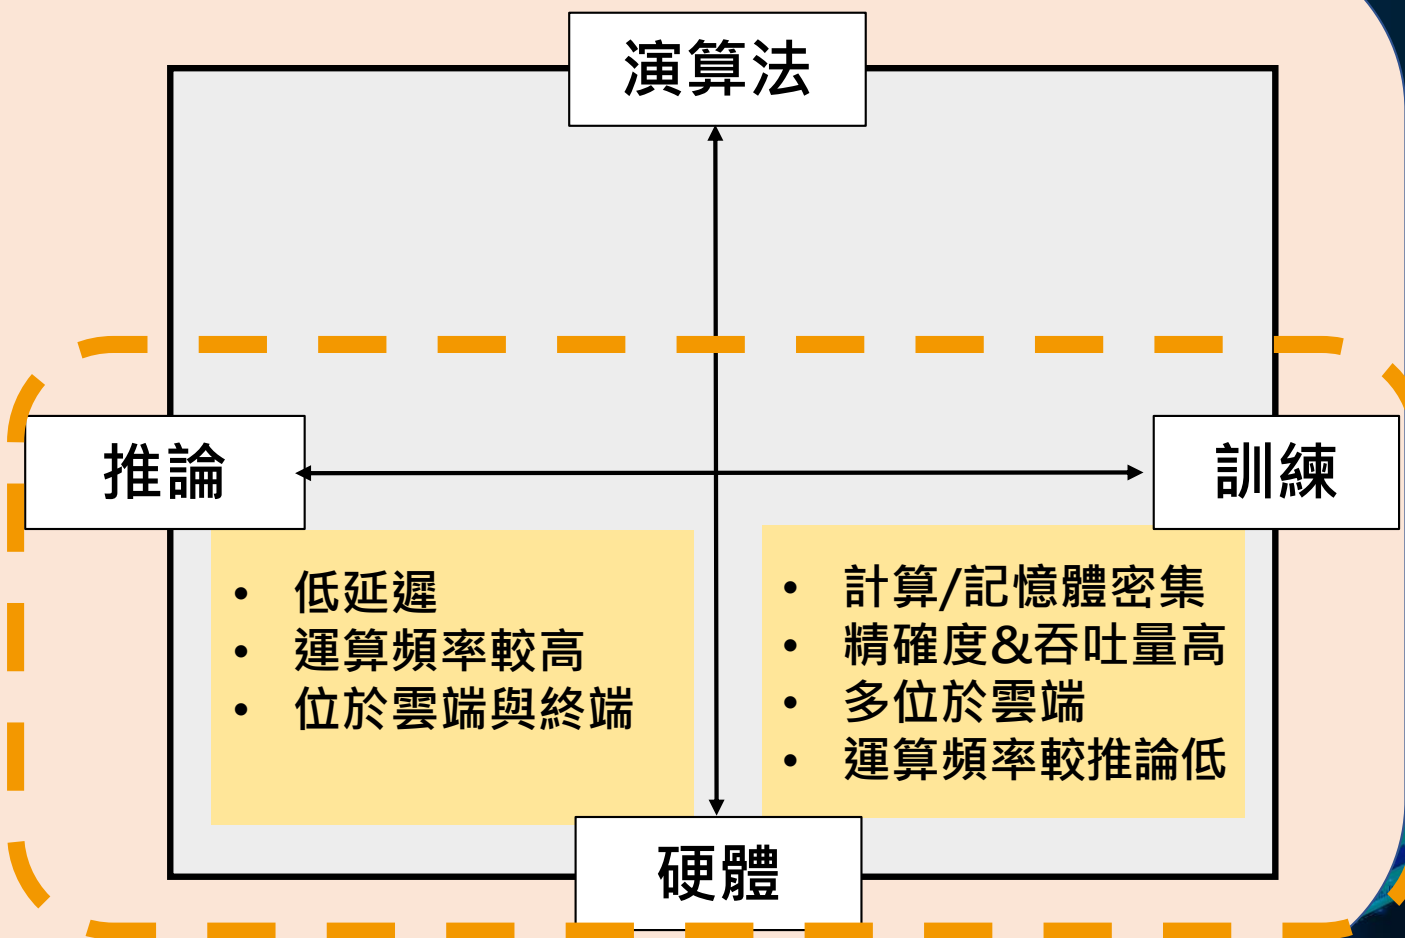 演算法
推論
訓練
• 低延遲
• 運算頻率較高
• 位於雲端與終端
• 計算/記憶體密集
• 精確度&吞吐量高
• 多位於雲端
• 運算頻率較推論低
硬體